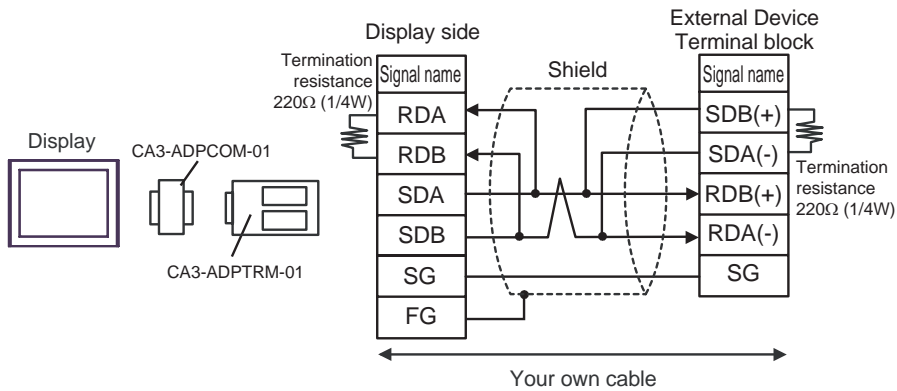 Display side
External Device
Terminal block
Termination
resistance
220Ω (1/4W)
Signal name
Shield
Signal name
RDA
SDB(+)
Display
CA3-ADPCOM-01
RDB
SDA(-)
Termination
resistance
220Ω (1/4W)
SDA
RDB(+)
SDB
RDA(-)
CA3-ADPTRM-01
SG
SG
FG
Your own cable